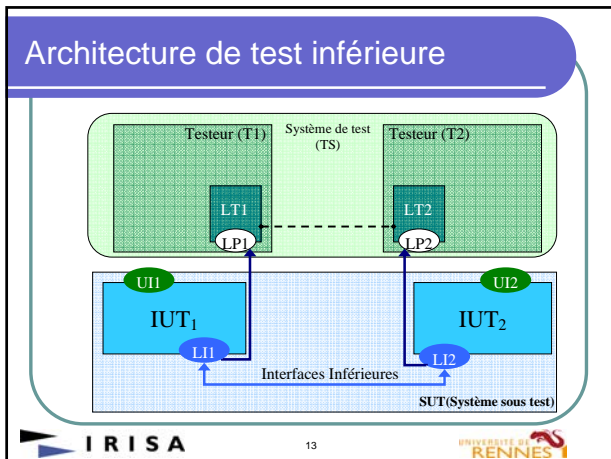 Architecture de test inférieure
Testeur (T1)
Système de test
(TS)
Testeur (T2)
LT1
LT2
LP1
LP2
UI1
UI2
IUT1
IUT2
LI1
LI2
Interfaces Inférieures
SUT(Système sous test)
IRISA
13
UNIVERSITÉ DE
RENNES 1